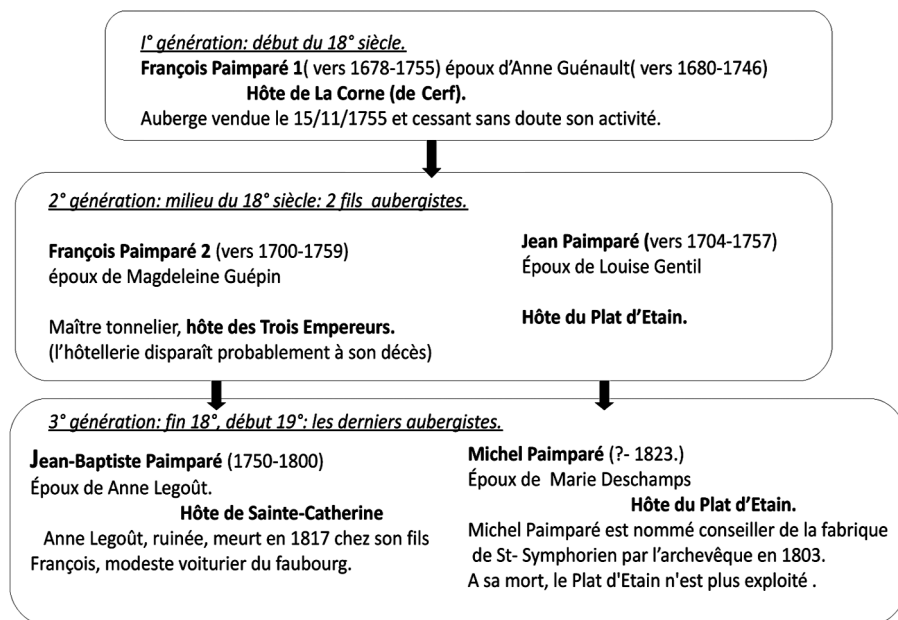 I° génération: début du 18° siècle.
François Paimparé 1( vers 1678-1755) époux d'Anne Guénault( vers 1680-1746)
Hôte de La Corne (de Cerf).
Auberge vendue le 15/11/1755 et cessant sans doute son activité.
2° génération: milieu du 18° siècle: 2 fils aubergistes.
François Paimparé 2 (vers 1700-1759)
époux de Magdeleine Guépin
Maître tonnelier, hôte des Trois Empereurs.
(l'hôtellerie disparaît probablement à son décès)
Jean Paimparé (vers 1704-1757)
Époux de Louise Gentil
Hôte du Plat d'Etain.
3° génération: fin 18°, début 19°: les derniers aubergistes.
Jean-Baptiste Paimparé (1750-1800)
Époux de Anne Legoût.
Hôte de Sainte-Catherine
Anne Legoût, ruinée, meurt en 1817 chez son fils
François, modeste voiturier du faubourg.
Michel Paimparé (?- 1823.)
Époux de Marie Deschamps
Hôte du Plat d'Etain.
Michel Paimparé est nommé conseiller de la fabrique
de St- Symphorien par l'archevêque en 1803.
A sa mort, le Plat d'Etain n'est plus exploité .